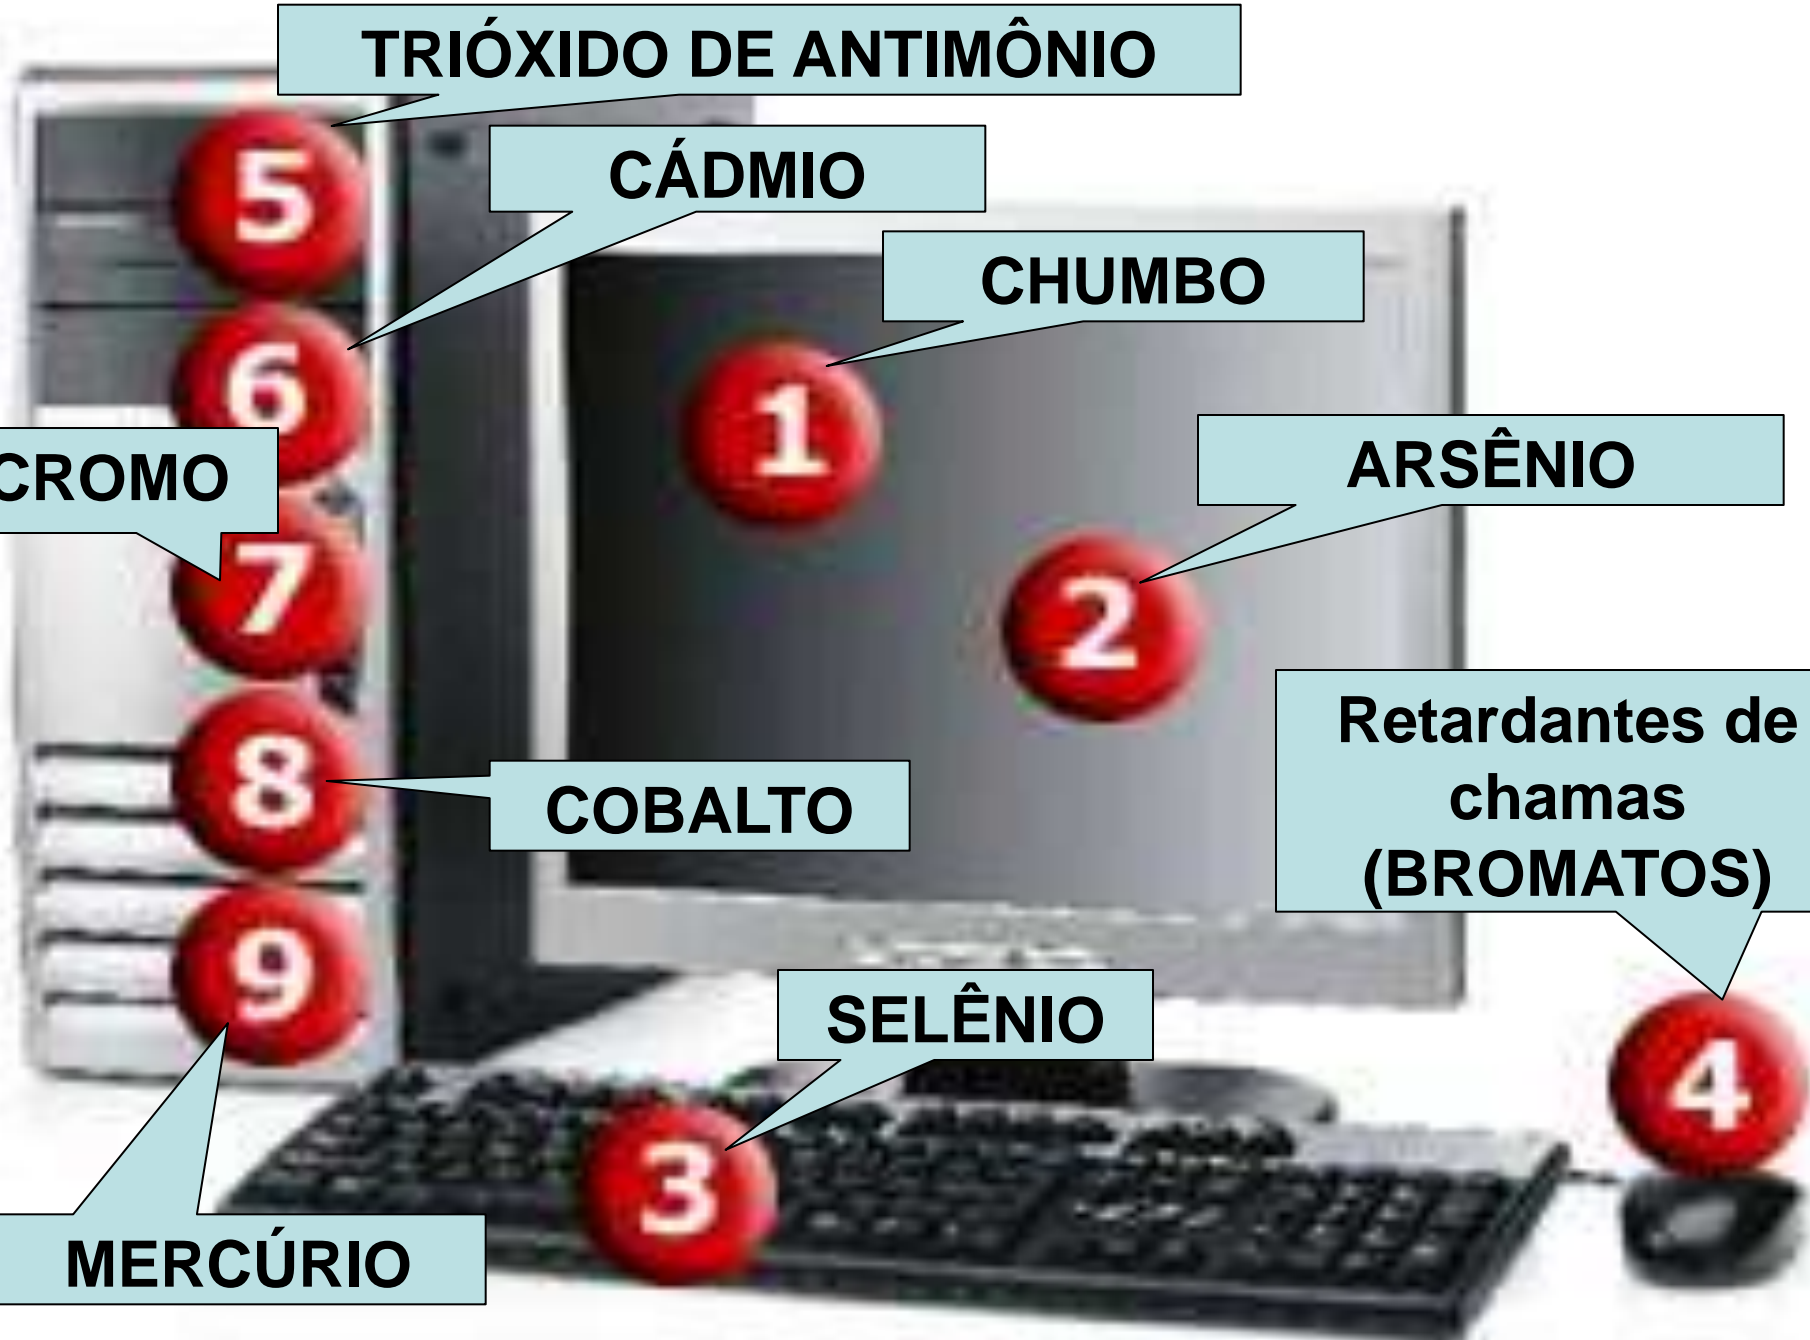 TRIÓXIDO DE ANTIMÔNIO
5
CÁDMIO
CHUMBO
6
1
CROMO
ARSÊNIO
7
2
Retardantes de
chamas
(BROMATOS)
8
COBALTO
9
SELÊNIO
4
3
MERCÚRIO